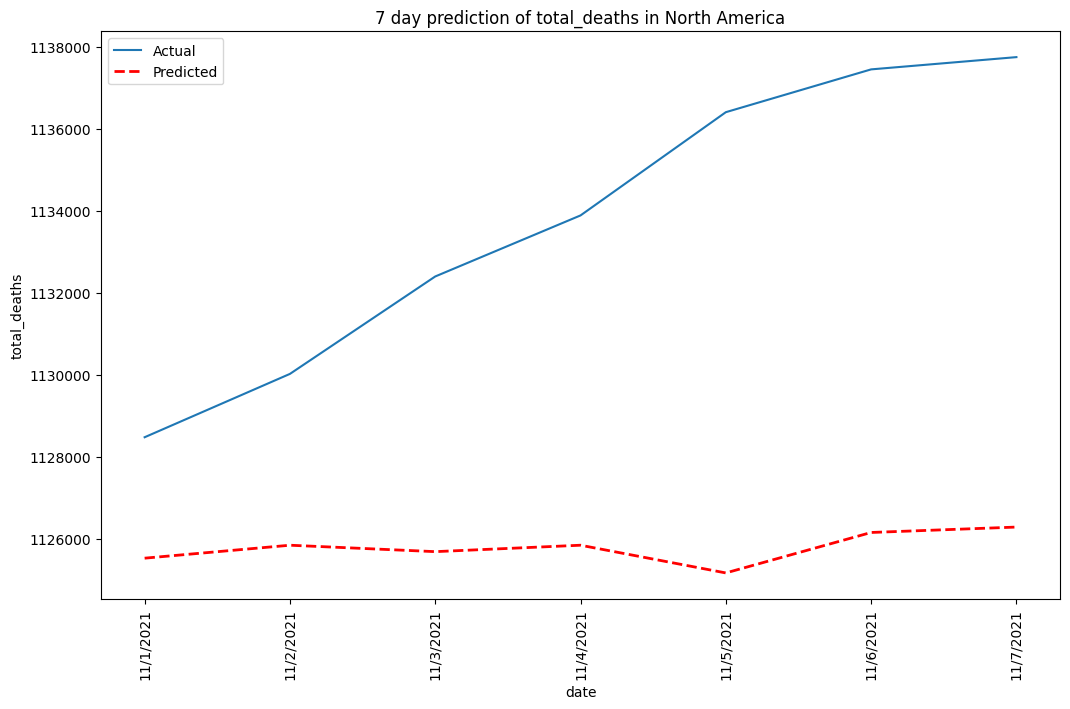 7 day prediction of total_deaths in North America
Actual
Predicted
1138000
1136000
1134000
1132000
1130000
1128000
1126000
total_deaths
11/1/2021
11/2/2021
11/3/2021
11/4/2021
11/5/2021
11/6/2021
11/7/2021
date